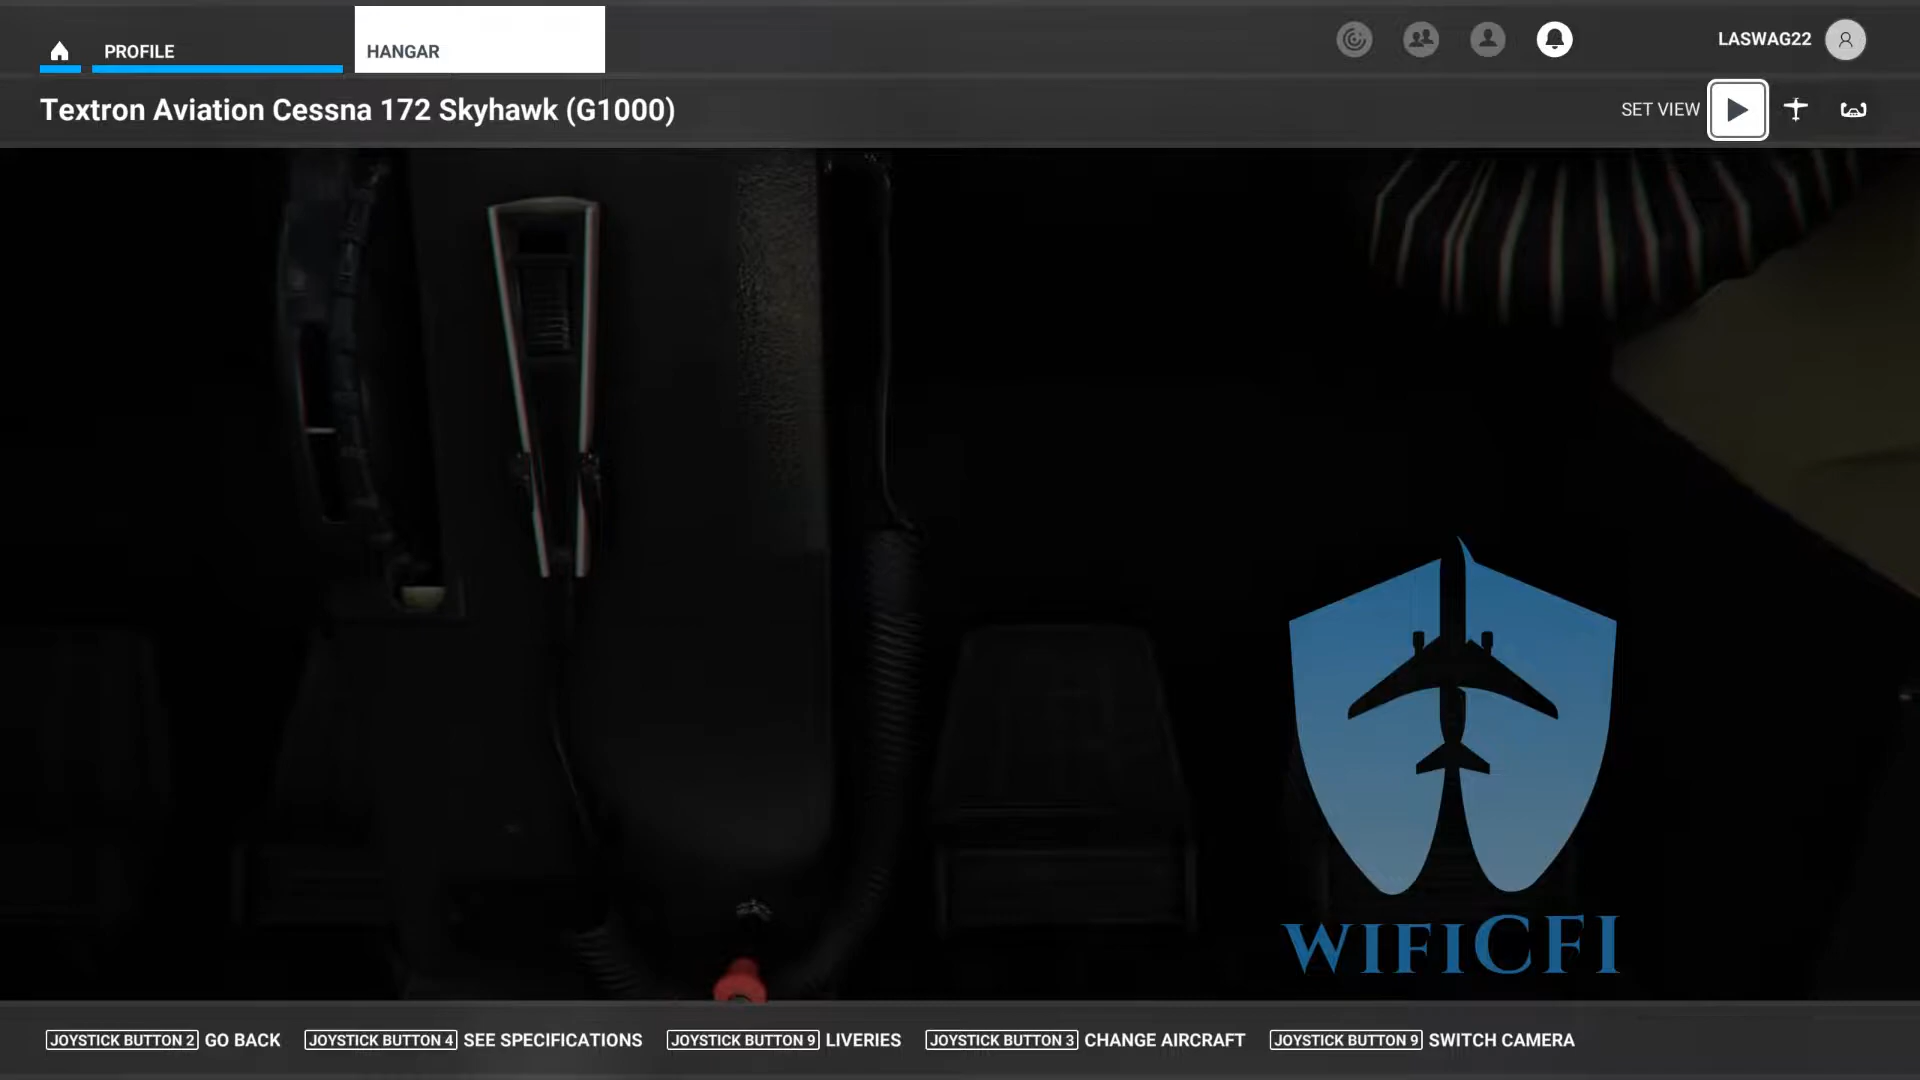 PROFILE
HANGAR
LASWAG22
Textron Aviation Cessna 172 Skyhawk (G1000)
SET VIEW
WIFICFI
JOYSTICK BUTTON 2 GO BACK JOYSTICK BUTTON 4 SEE SPECIFICATIONS JOYSTICK BUTTON 9 LIVERIES JOYSTICK BUTTON 3 CHANGE AIRCRAFT JOYSTICK BUTTON 9 SWITCH CAMERA